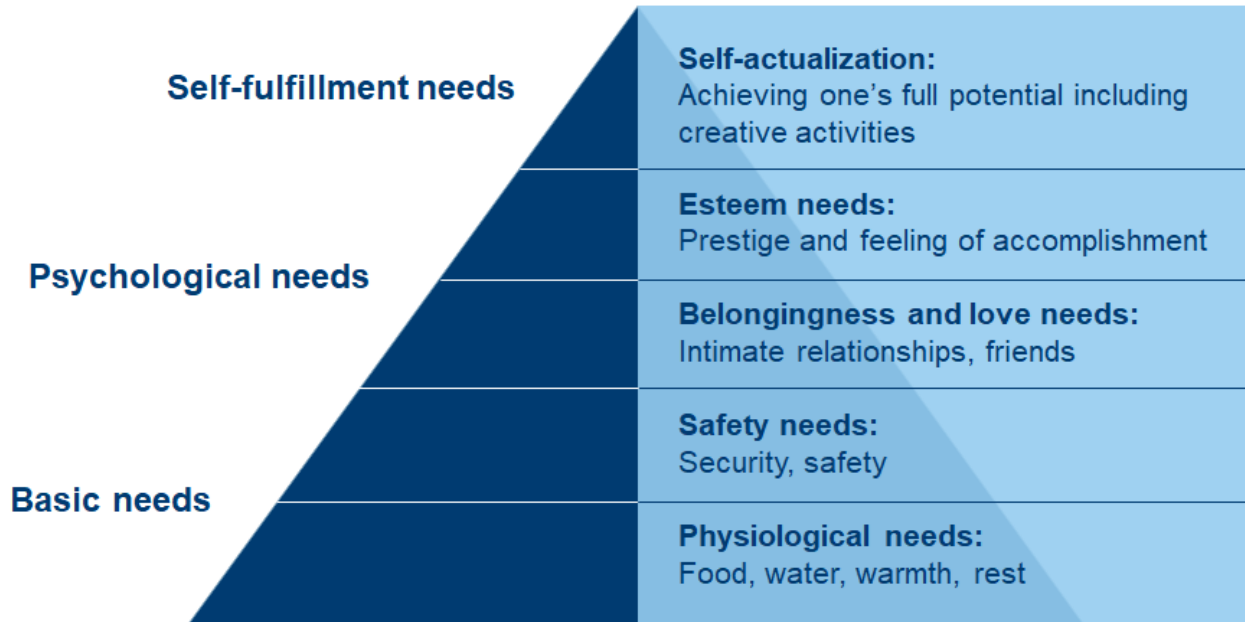 Self-fulfillment needs
Self-actualization:
Achieving one's full potential including
creative activities
Psychological needs
Esteem needs:
Prestige and feeling of accomplishment
Belongingness and love needs:
Intimate relationships, friends
Basic needs
Safety needs:
Security, safety
Physiological needs:
Food, water, warmth, rest